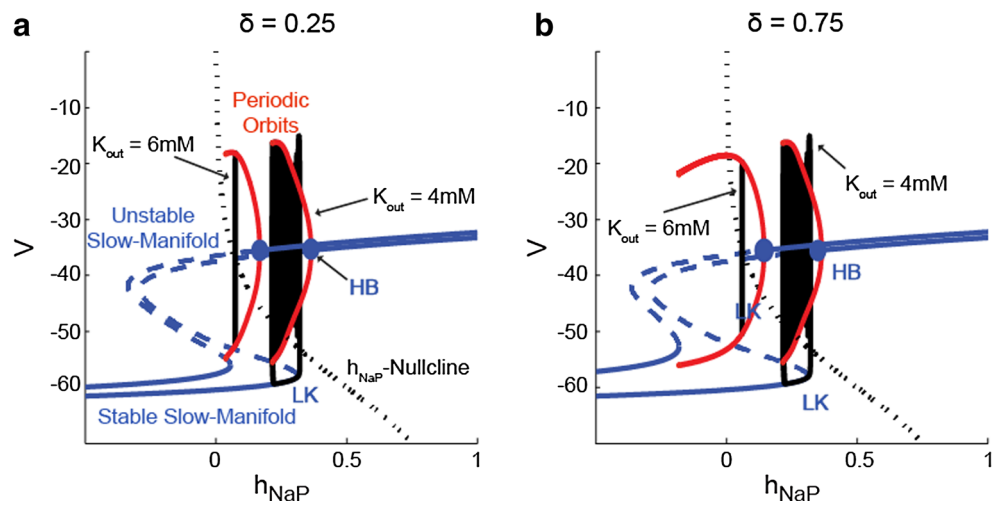 a
δ = 0.25
V
-10
-20
-30
-40
-50
-60
Periodic
Orbits
Kout = 6mM
Kout = 4mM
Unstable
Slow-Manifold
HB
hNaP-Nullcline
LK
Stable Slow-Manifold
0
0.5
1
hNaP
b
δ = 0.75
V
-10
-20
-30
-40
-50
-60
Kout = 4mM
Kout = 6mM
HB
LK
LK
0
0.5
1
hNaP